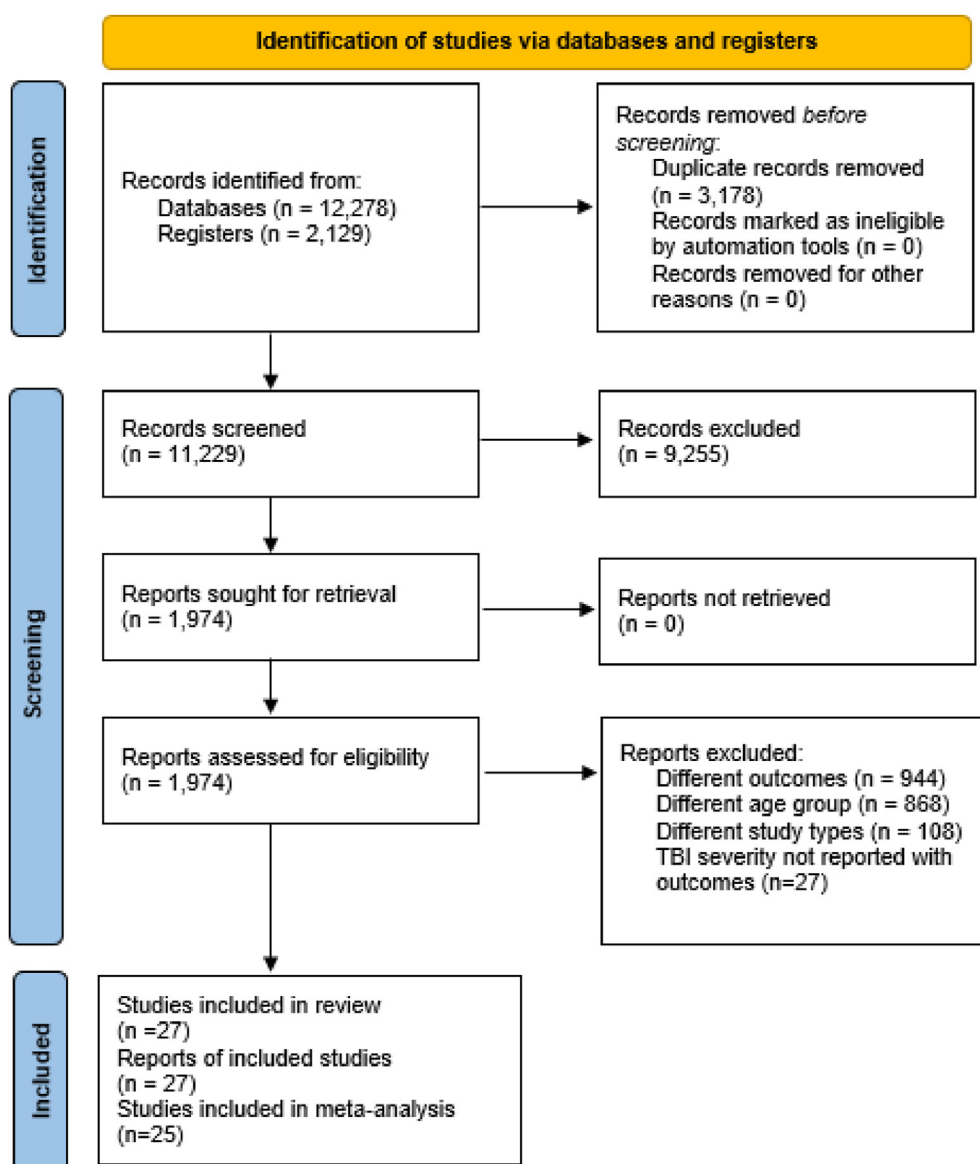 Identification of studies via databases and registers
Identification
Records identified from:
Databases (n = 12,278)
Registers (n = 2,129)
Records removed before
screening:
Duplicate records removed
(n = 3,178)
Records marked as ineligible
by automation tools (n = 0)
Records removed for other
reasons (n = 0)
Screening
Records screened
(n = 11,229)
Records excluded
(n = 9,255)
Reports sought for retrieval
(n = 1,974)
Reports not retrieved
(n = 0)
Reports assessed for eligibility
(n = 1,974)
Reports excluded:
Different outcomes (n = 944)
Different age group (n = 868)
Different study types (n = 108)
TBI severity not reported with
outcomes (n=27)
Included
Studies included in review
(n =27)
Reports of included studies
(n = 27)
Studies included in meta-analysis
(n=25)